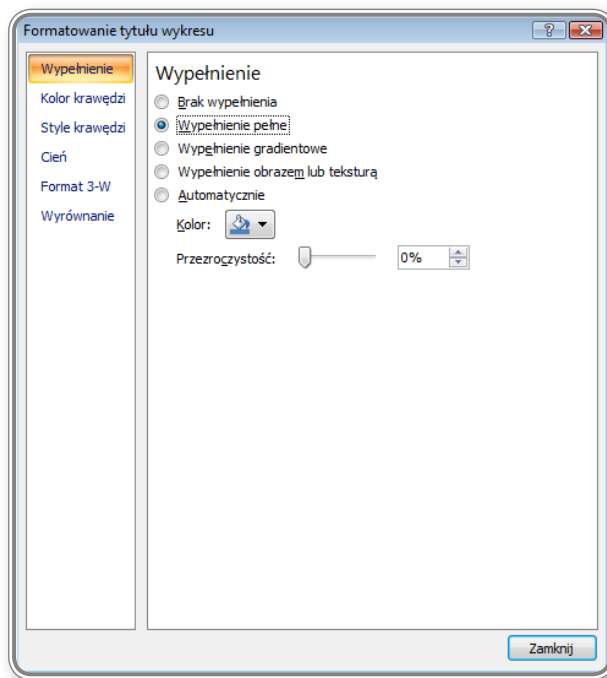 Formatowanie tytułu wykresu
Wypełnienie
Kolor krawędzi
Style krawędzi
Cień
Format 3-W
Wyrównanie
Wypełnienie
Brak wypełnienia
Wypełnienie pełne
Wypełnienie gradientowe
Wypełnienie obrazem lub teksturą
Automatycznie
Kolor:
Przezroczystość: 0%
Zamknij